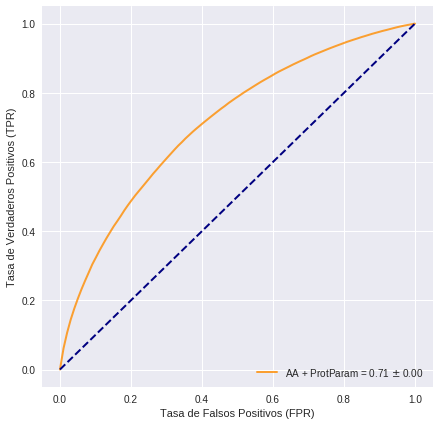 Tasa de Verdaderos Positivos (TPR)
1.0
0.8
0.6
0.4
0.2
0.0
AA + ProtParam = 0.71 ± 0.00
0.0 0.2 0.4 0.6 0.8 1.0
Tasa de Falsos Positivos (FPR)